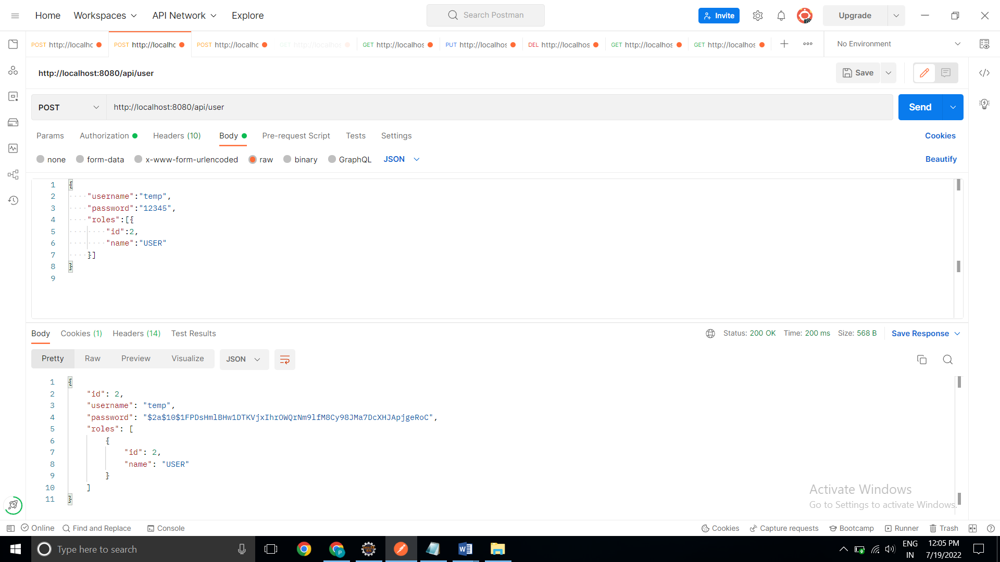 Home Workspaces API Network Explore Search Postman Invite Upgrade
POST http://localhc POST http://localhc POST http://localhc GET http://localhos GET http://localhos PUT http://localhos DEL http://localhos GET http://localhos GET http://localhos No Environment
http://localhost:8080/api/user Save
POST http://localhost:8080/api/user Send
Params Authorization Headers (10) Body Pre-request Script Tests Settings Cookies
none form-data x-www-form-urlencoded raw binary GraphQL JSON Beautify
1 {
2 "username":"temp",
3 "password":"12345",
4 "roles":[{
5 "id":2,
6 "name":"USER"
7 }]
8 }
9
Body Cookies (1) Headers (14) Test Results Status: 200 OK Time: 200 ms Size: 568 B Save Response
Pretty Raw Preview Visualize JSON
1 {
2 "id": 2,
3 "username": "temp",
4 "password": "$2a$10$1FPDsHmlBHw1DTKVjxIhrOWQrNm9lfM8Cy98JMa7DcXHJApjgeRoC",
5 "roles": [
6 {
7 "id": 2,
8 "name": "USER"
9 }
10 ]
11 }
Activate Windows
Go to Settings to activate Windows.
Online Find and Replace Console Cookies Capture requests Bootcamp Runner Trash
Type here to search
ENG 12:05 PM
IN 7/19/2022